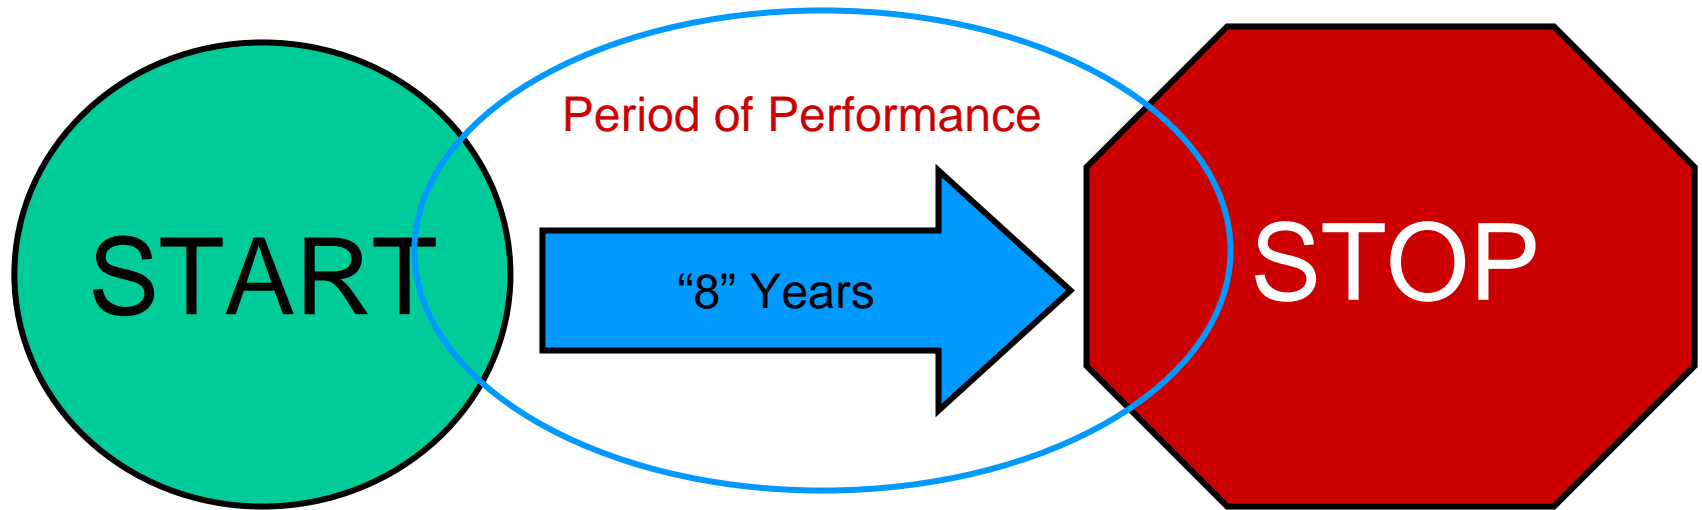 Period of Performance
START
“8” Years
STOP